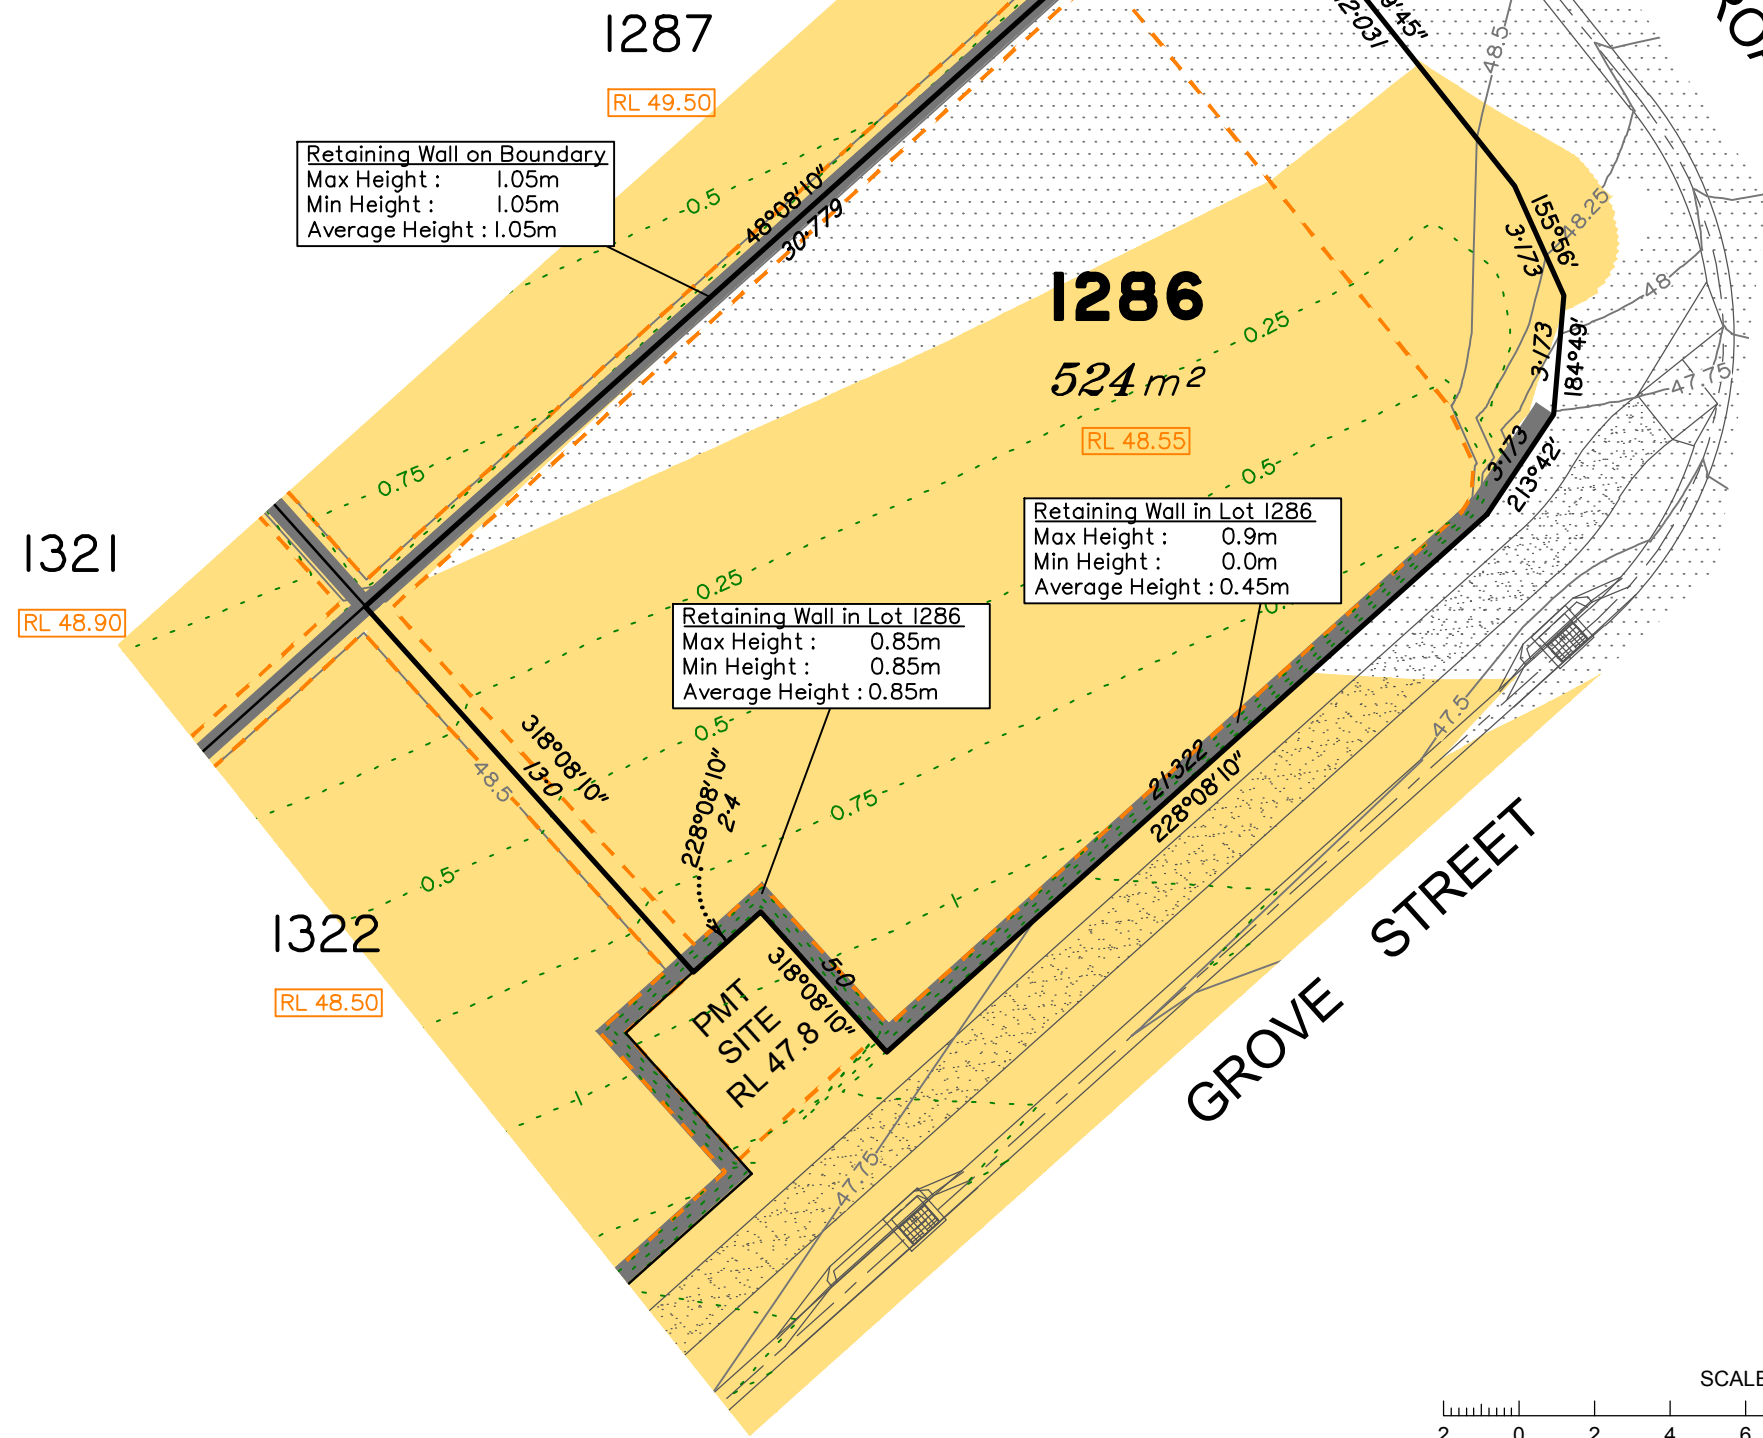 1287
RL 49.50
Retaining Wall on Boundary
Max Height : 1.05m
Min Height : 1.05m
Average Height : 1.05m
0.5
48°08'10"
30·779
9'45"
12·031
48.5
155°56'
3·173
48.25
48
3·173
184°49'
47.75
3·173
213°42'
1286
524 m²
RL 48.55
0.25
0.5
0.75
1321
RL 48.90
0.25
Retaining Wall in Lot 1286
Max Height : 0.9m
Min Height : 0.0m
Average Height : 0.45m
Retaining Wall in Lot 1286
Max Height : 0.85m
Min Height : 0.85m
Average Height : 0.85m
0.5
318°08'10"
13·0
48.5
228°08'10"
2·4
0.75
21·322
228°08'10"
47.5
0.5
1322
RL 48.50
1
1
5·0
318°08'10"
PMT
SITE
RL 47.8
47.75
GROVE STREET
SCALE
2 0 2 4 6